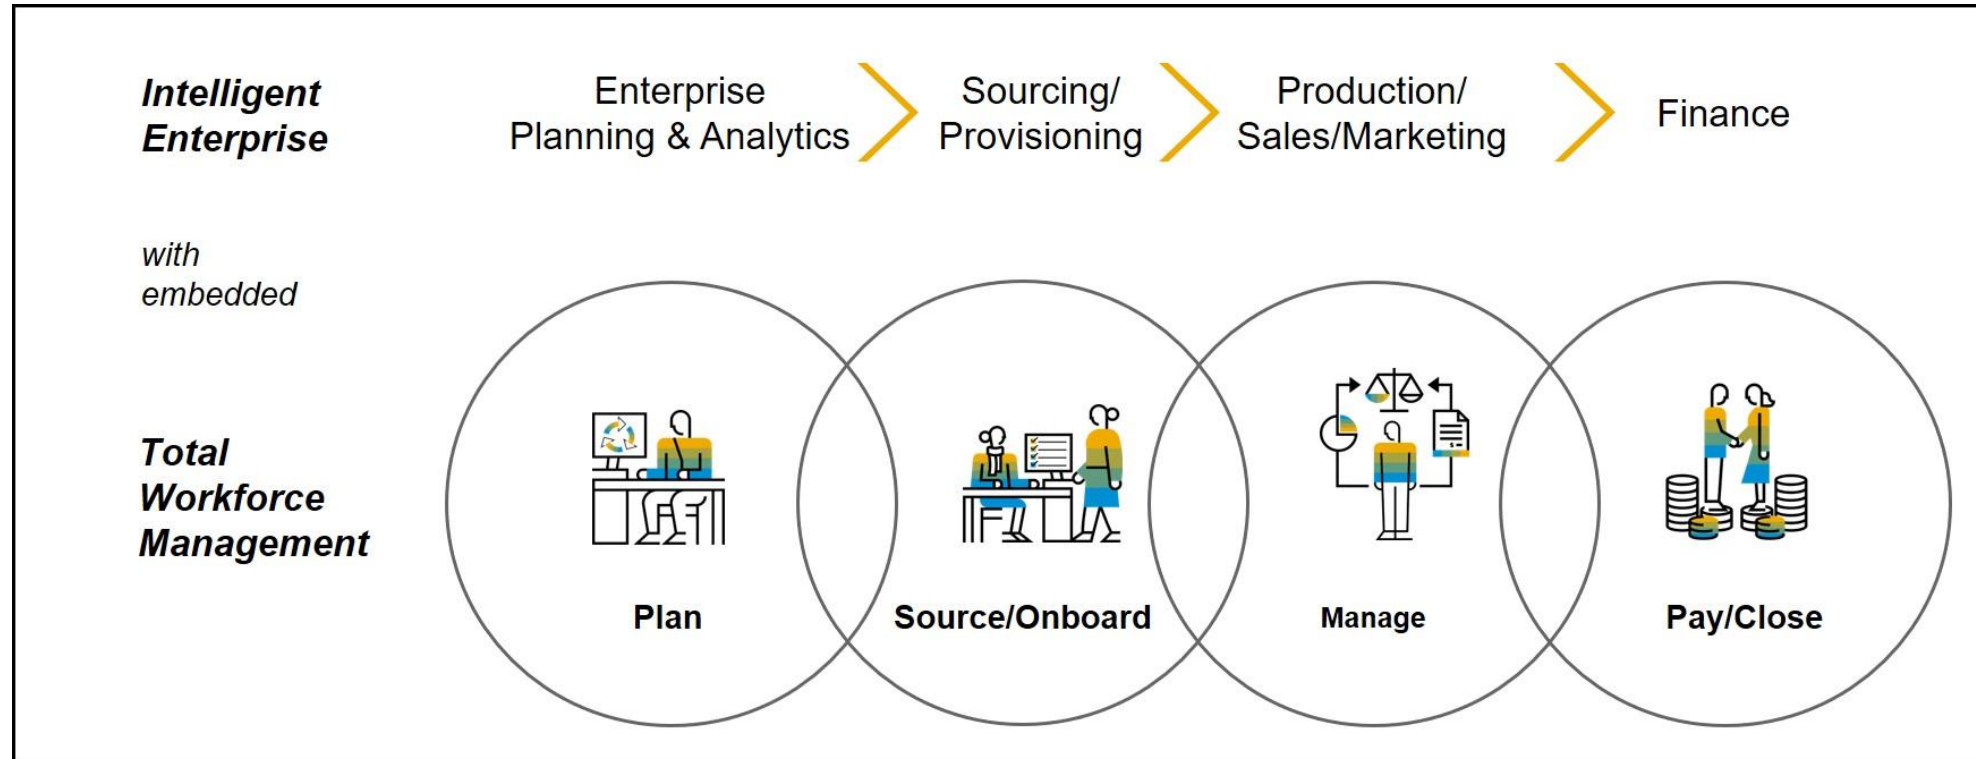 Intelligent
Enterprise
Enterprise
Planning & Analytics
Sourcing/
Provisioning
Production/
Sales/Marketing
Finance
with
embedded
Total
Workforce
Management
Plan
Source/Onboard
Manage
Pay/Close